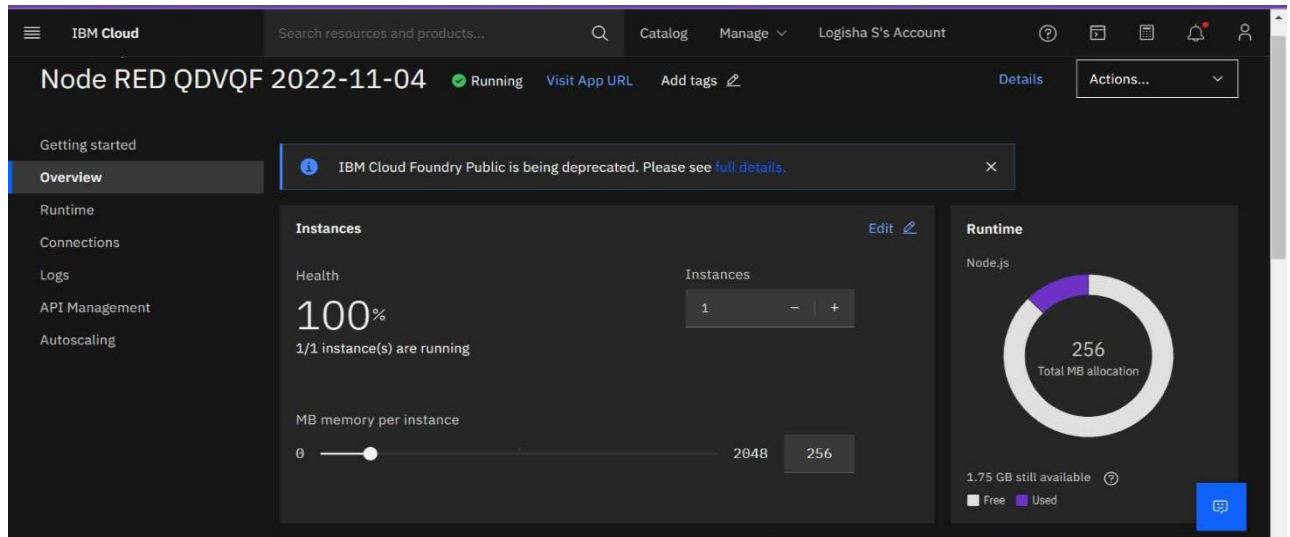 IBM Cloud
Search resources and products...
Catalog
Manage
Logisha S's Account
Node RED QDVQF 2022-11-04
Running
Visit App URL
Add tags
Details
Actions...
Getting started
Overview
Runtime
Connections
Logs
API Management
Autoscaling
IBM Cloud Foundry Public is being deprecated. Please see full details.
Instances
Edit
Health
100%
1/1 instance(s) are running
Instances
1 - +
MB memory per instance
0 2048 256
Runtime
Node.js
256
Total MB allocation
1.75 GB still available
Free Used